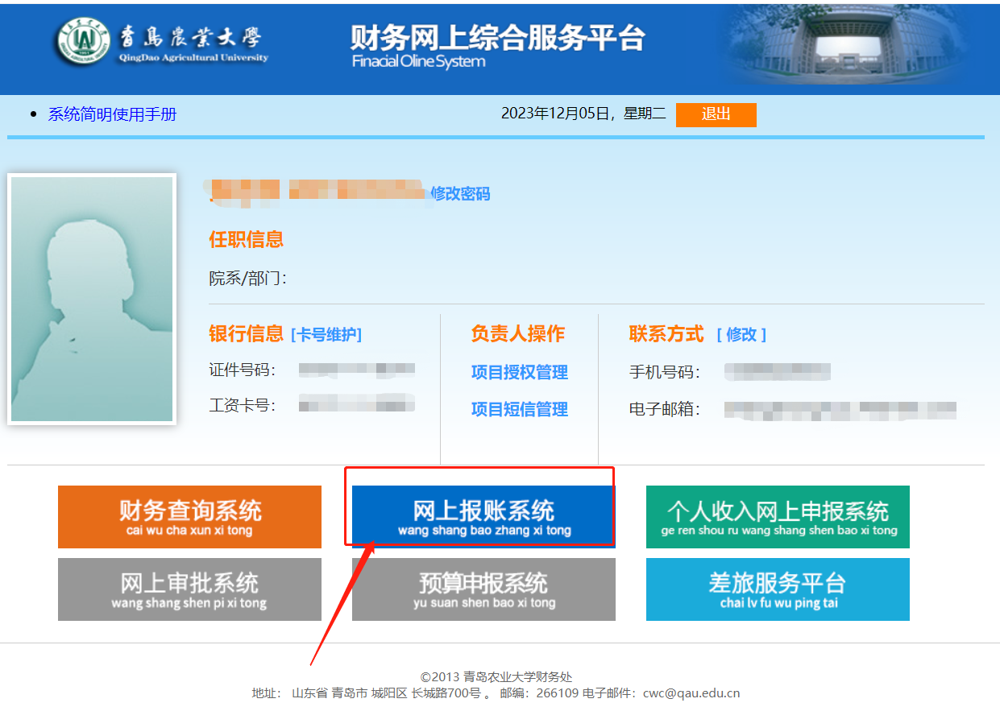 青岛农业大学
QingDao Agricultural University
财务网上综合服务平台
Finacial Oline System
系统简明使用手册
2023年12月05日，星期二
退出
修改密码
任职信息
院系/部门：
银行信息 [卡号维护]
证件号码：
工资卡号：
负责人操作
项目授权管理
项目短信管理
联系方式 [ 修改 ]
手机号码：
电子邮箱：
财务查询系统
cai wu cha xun xi tong
网上报账系统
wang shang bao zhang xi tong
个人收入网上申报系统
ge ren shou ru wang shang shen bao xi tong
网上审批系统
wang shang shen pi xi tong
预算申报系统
yu suan shen bao xi tong
差旅服务平台
chai lv fu wu ping tai
©2013 青岛农业大学财务处
地址： 山东省 青岛市 城阳区 长城路700号 。 邮编：266109 电子邮件：cwc@qau.edu.cn